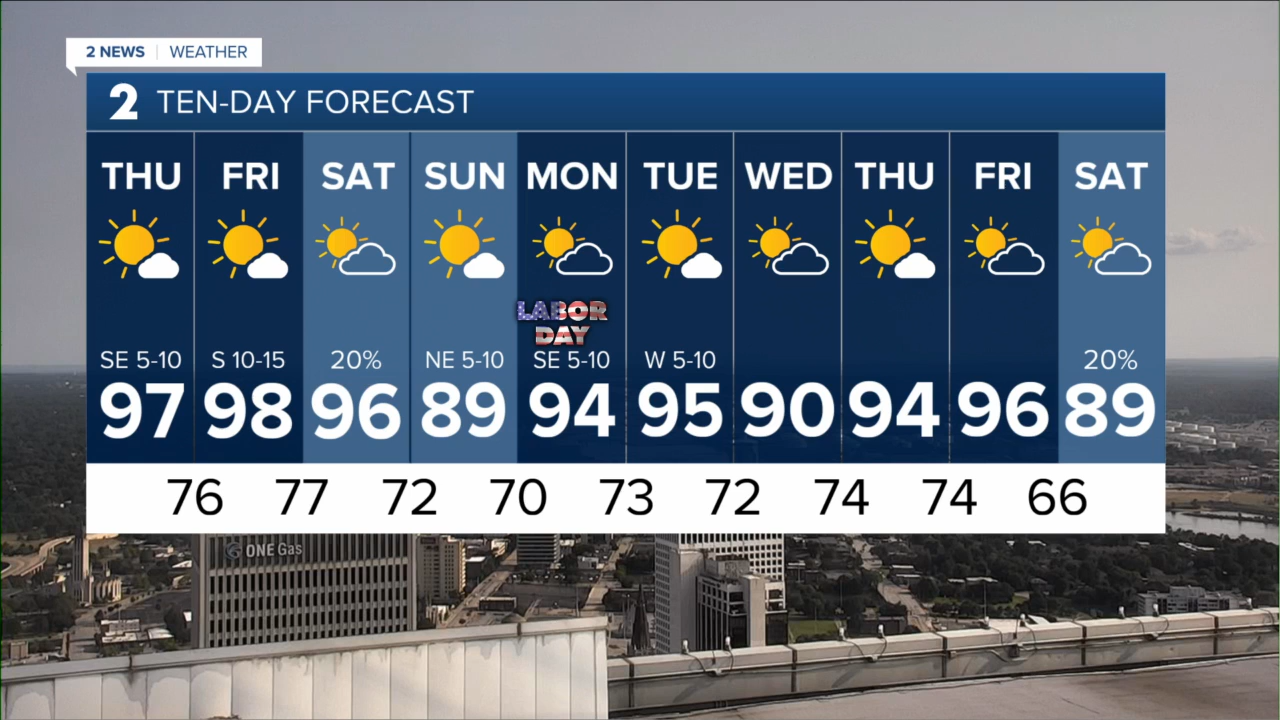 2 NEWS | WEATHER
2 TEN-DAY FORECAST
THU FRI SAT SUN MON TUE WED THU FRI SAT
LABOR
DAY
SE 5-10 S 10-15 20% NE 5-10 SE 5-10 W 5-10 20%
97 98 96 89 94 95 90 94 96 89
76 77 72 70 73 72 74 74 66
ONE Gas